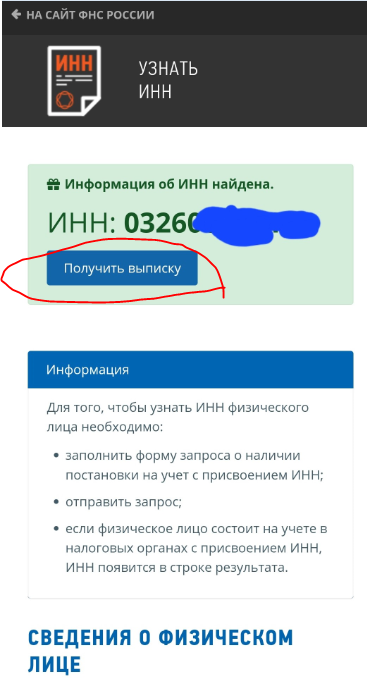 НА САЙТ ФНС РОССИИ
ИНН
УЗНАТЬ
ИНН
Информация об ИНН найдена.
ИНН: 03260
Получить выписку
Информация
Для того, чтобы узнать ИНН физического
лица необходимо:
заполнить форму запроса о наличии
постановки на учет с присвоением ИНН;
отправить запрос;
если физическое лицо состоит на учете в
налоговых органах с присвоением ИНН,
ИНН появится в строке результата.
СВЕДЕНИЯ О ФИЗИЧЕСКОМ
ЛИЦЕ